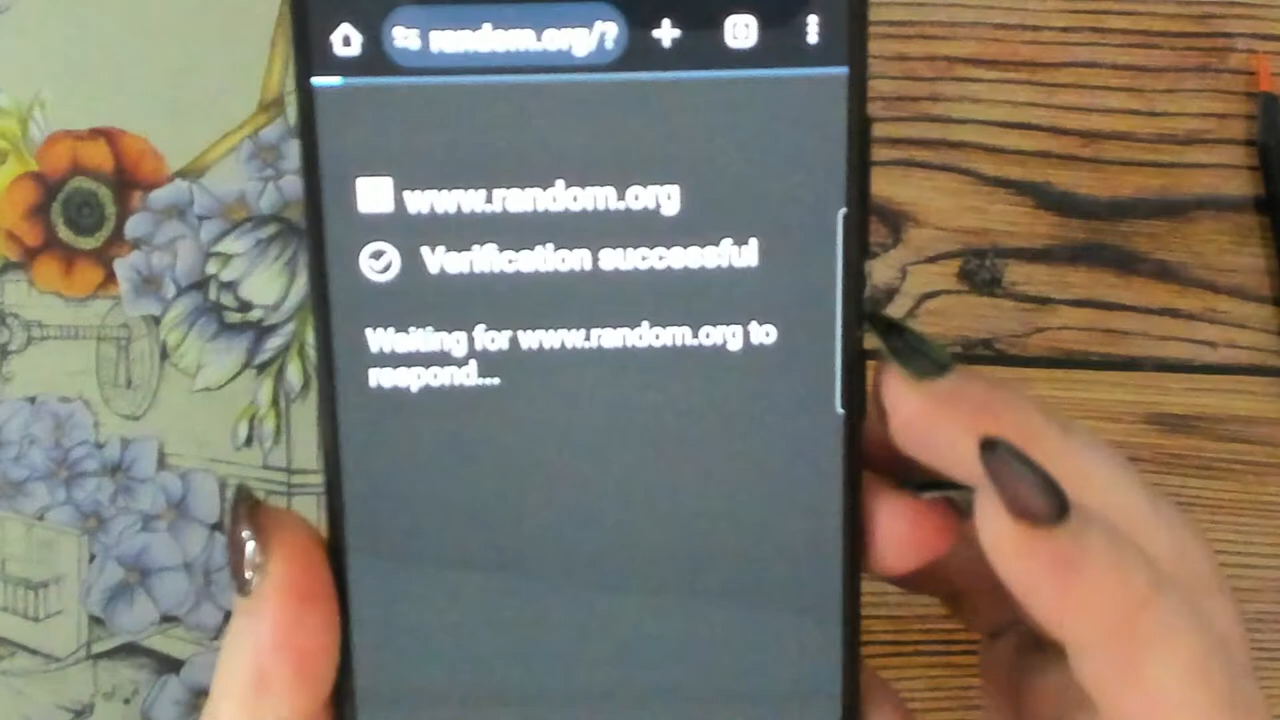 random.org/?
www.random.org
Verification successful
Waiting for www.random.org to
respond...